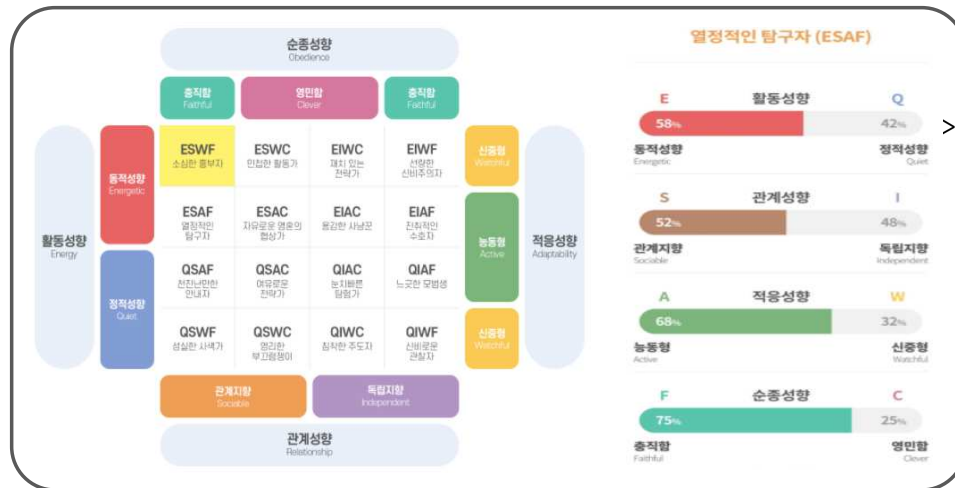 순종성향
Obedience
충직함
Faithful
영민함
Clever
충직함
Faithful
활동성향
Energy
동적성향
Energetic
정적성향
Quiet
ESWF
소심한 흥부자
ESWC
민첩한 활동가
EIWC
재치 있는
전략가
EIWF
선량한
신비주의자
ESAF
열정적인
탐구자
ESAC
자유로운 영혼의
협상가
EIAC
용감한 사냥꾼
EIAF
진취적인
수호자
QSAF
천진난만한
안내자
QSAC
여유로운
전략가
QIAC
눈치빠른
탐험가
QIAF
느긋한 모범생
QSWF
성실한 사색가
QSWC
영리한
부끄럼쟁이
QIWC
침착한 주도자
QIWF
신비로운
관찰자
신중형
Watchful
능동형
Active
신중형
Watchful
적응성향
Adaptability
관계지향
Sociable
독립지향
Independent
관계성향
Relationship
열정적인 탐구자 (ESAF)
E 활동성향 Q
58% 42%
동적성향 정적성향
Energetic Quiet
S 관계성향 I
52% 48%
관계지향 독립지향
Sociable Independent
A 적응성향 W
68% 32%
능동형 신중형
Active Watchful
F 순종성향 C
75% 25%
충직함 영민함
Faithful Clever
>